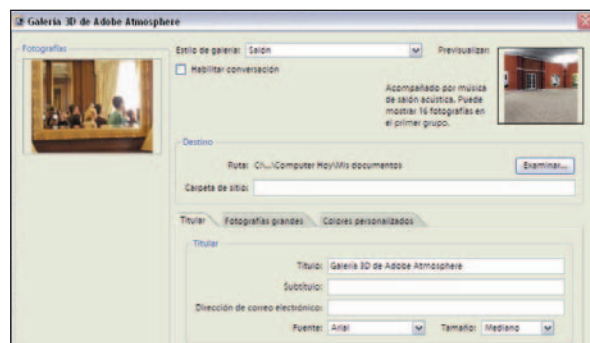 Galería 3D de Adobe Atmosphere
Fotografías
Estilo de galería: Salón
Previsualizar:
Habilitar conversación
Acompañado por música
de salón acústica. Puede
mostrar 16 fotografías en
el primer grupo.
Destino
Ruta: C:\...\Computer Hoy\Mis documentos
Examinar...
Carpeta de sitio:
Titular
Fotografías grandes
Colores personalizados
Titular
Título: Galería 3D de Adobe Atmosphere
Subtítulo:
Dirección de correo electrónico:
Fuente: Arial
Tamaño: Mediano